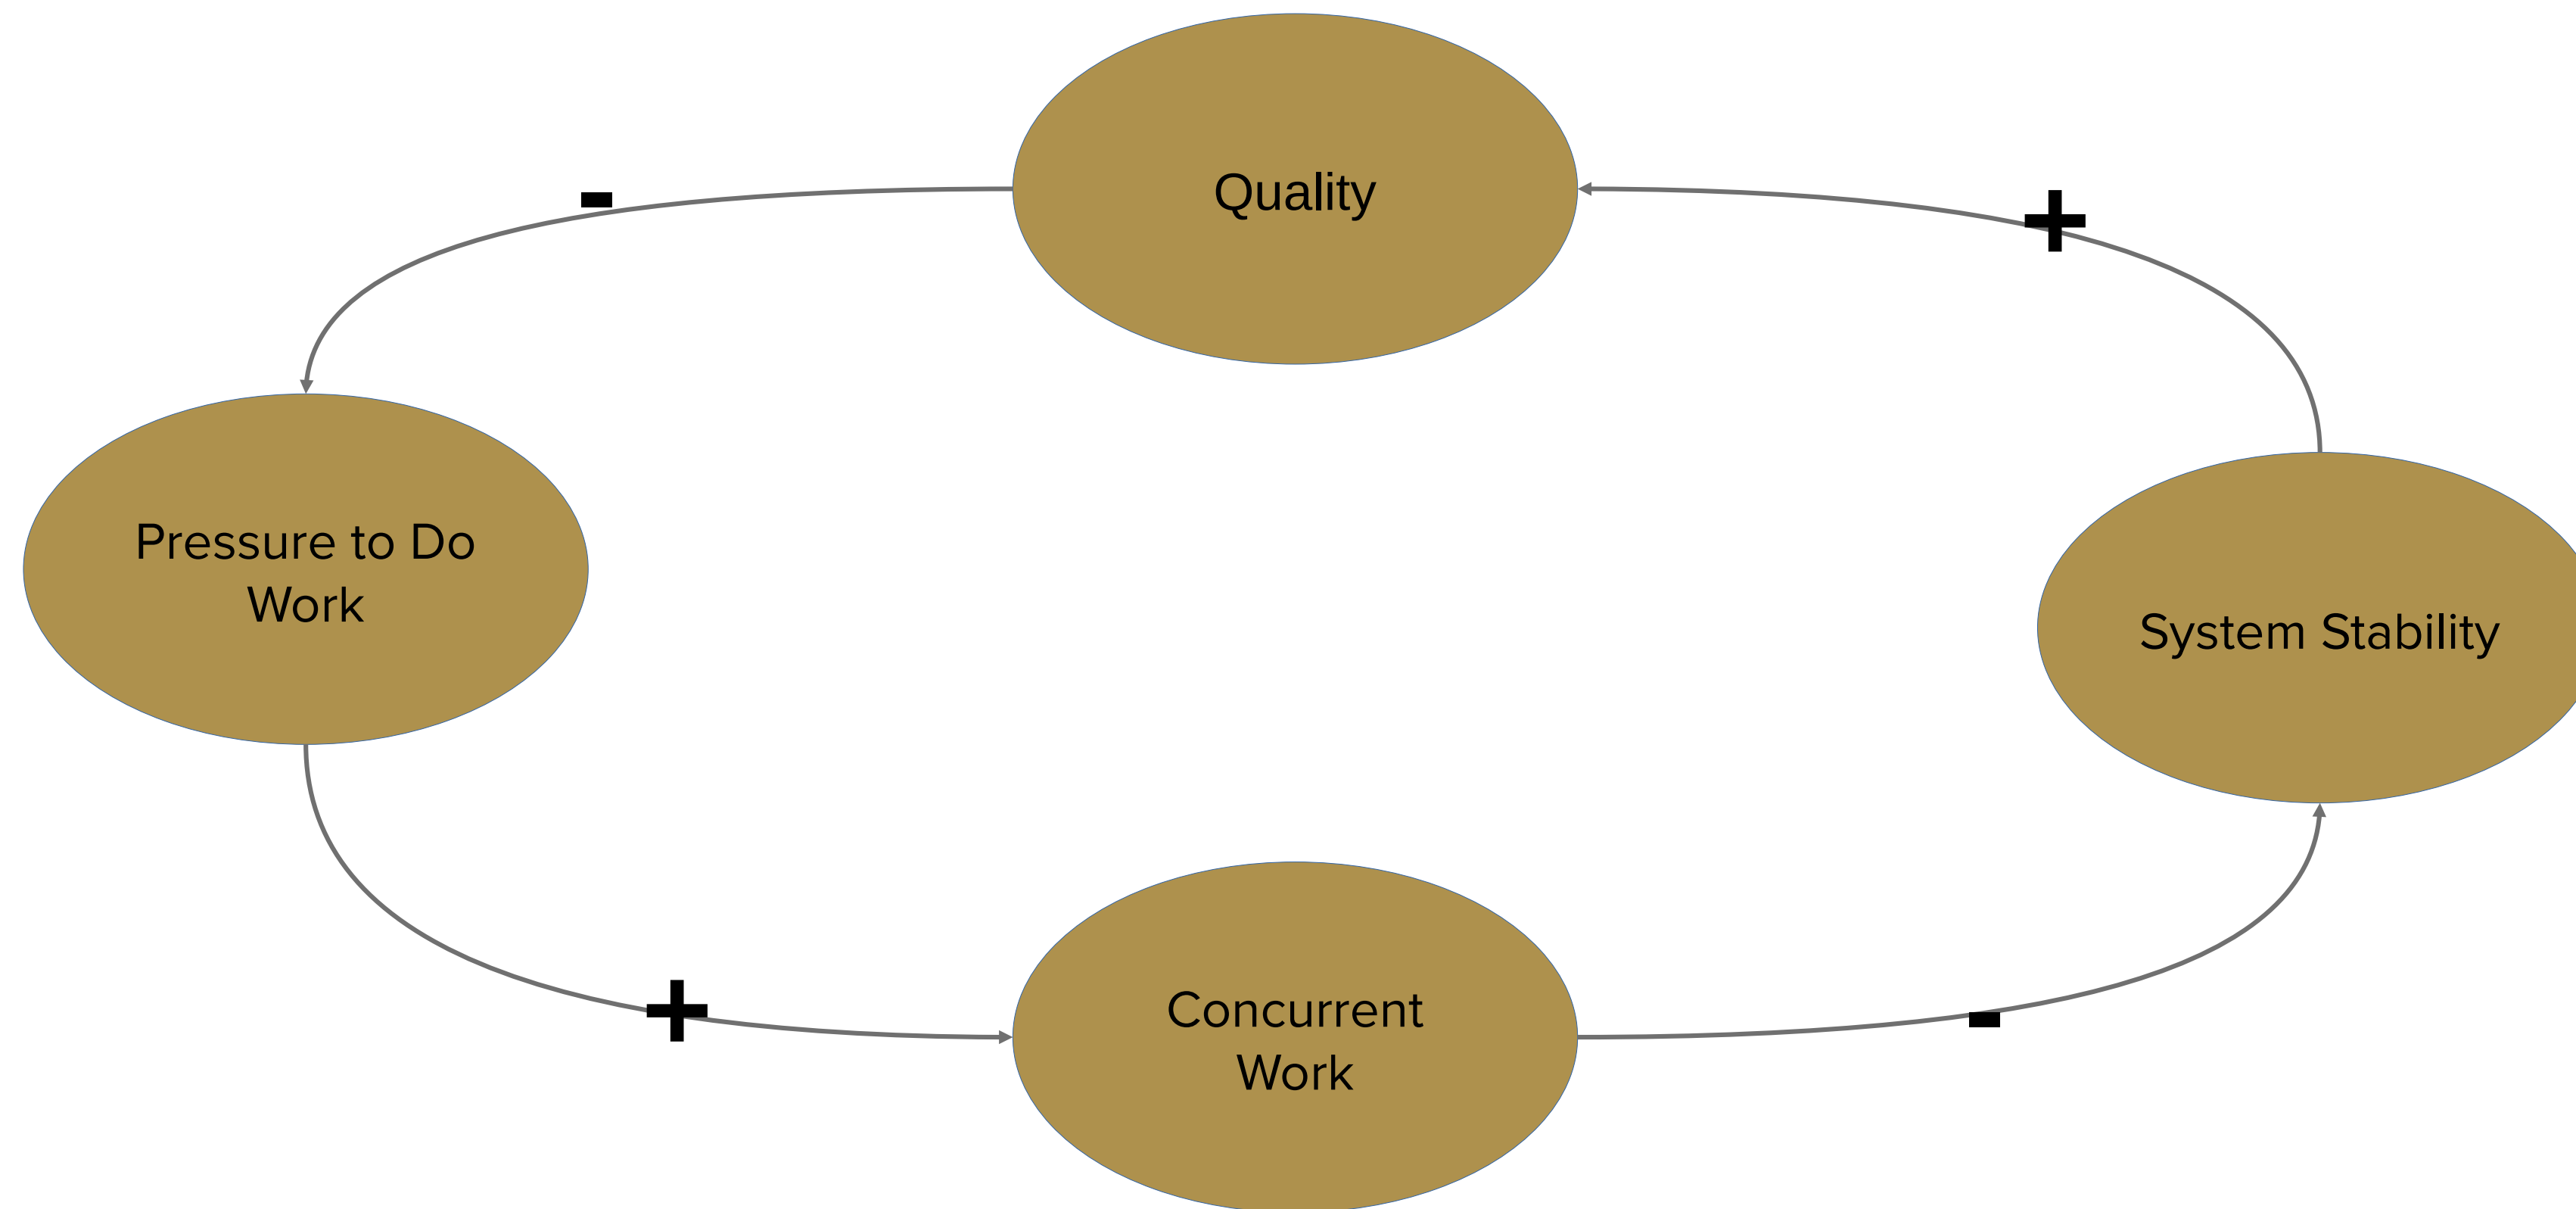 Quality
-
+
Pressure to Do
Work
System Stability
+
Concurrent
Work
-